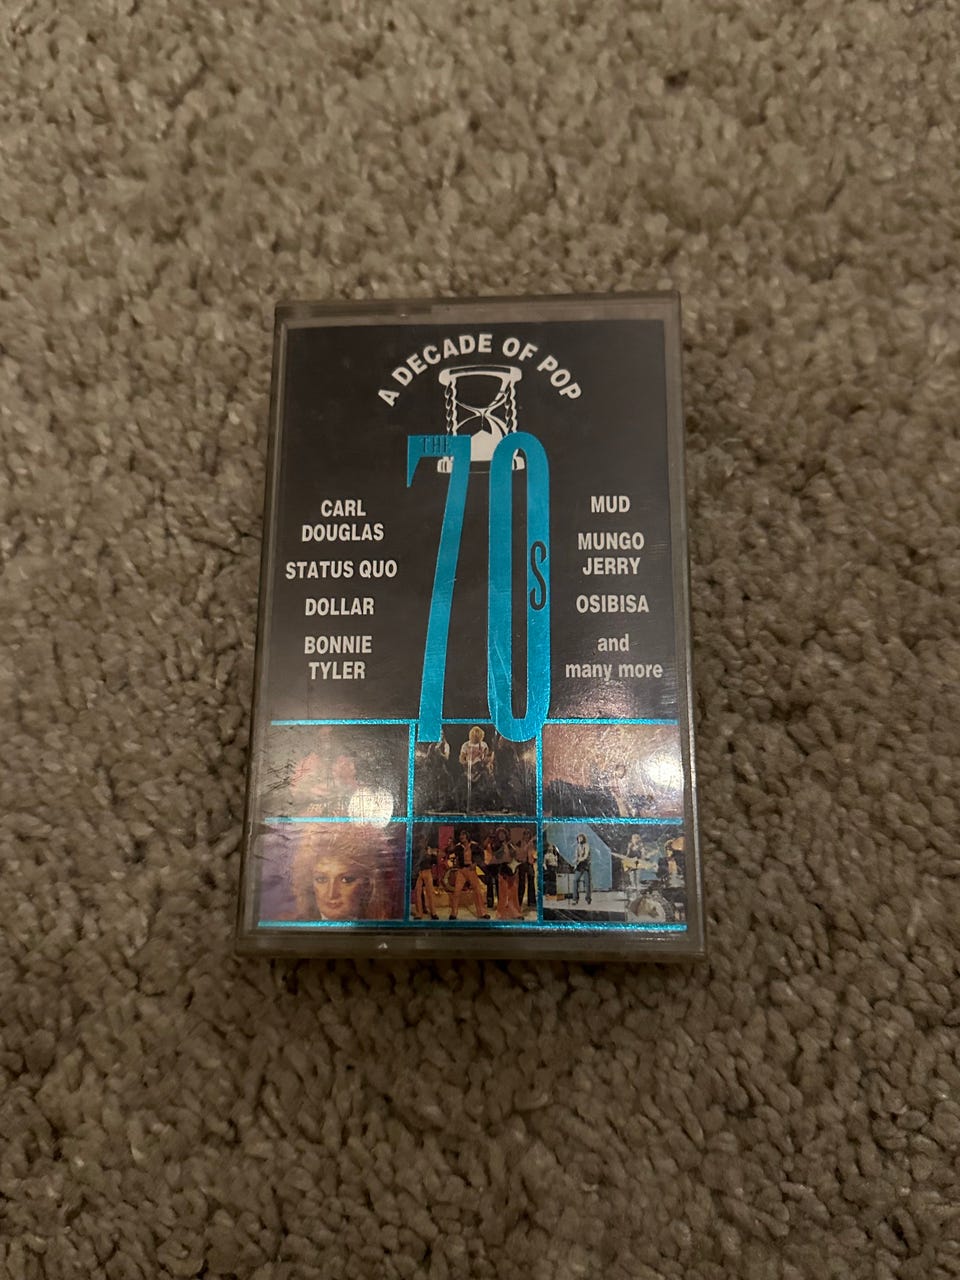 A DECADE OF POP
THE
70s
CARL
DOUGLAS
STATUS QUO
DOLLAR
BONNIE
TYLER
MUD
MUNGO
JERRY
OSIBISA
and
many more